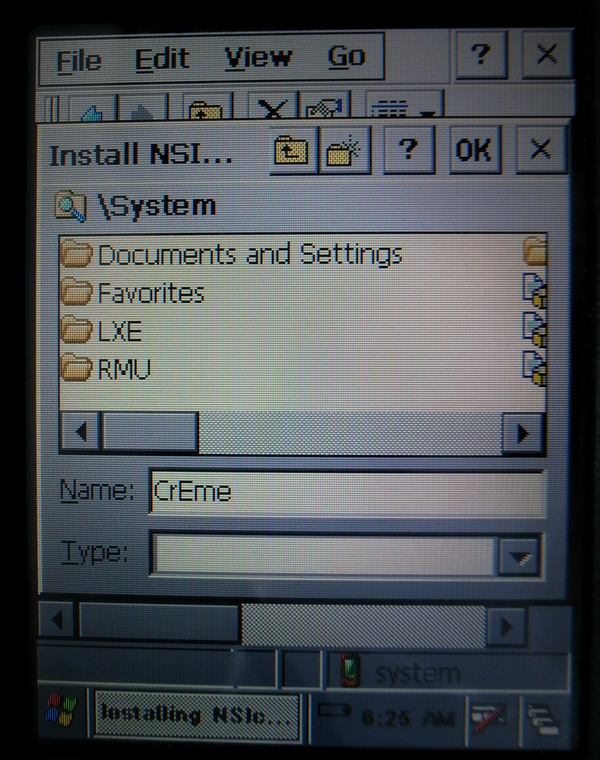 File Edit View Go ? ×
Install NSI... ? OK ×
\System
Documents and Settings
Favorites
LXE
RMU
Name: CrEme
Type:
system
Installing NSIc... 6:25 AM